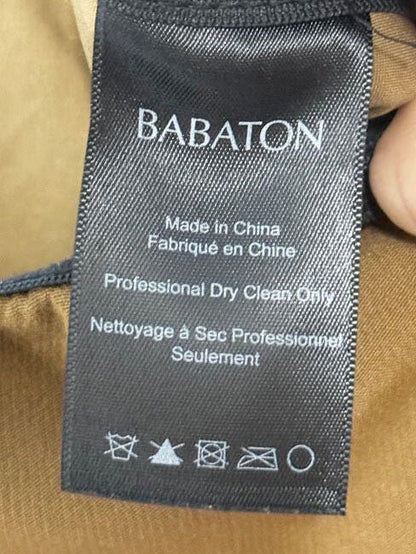 BABATON
Made in China
Fabriqué en Chine
Professional Dry Clean Only
Nettoyage à Sec Professionnel
Seulement